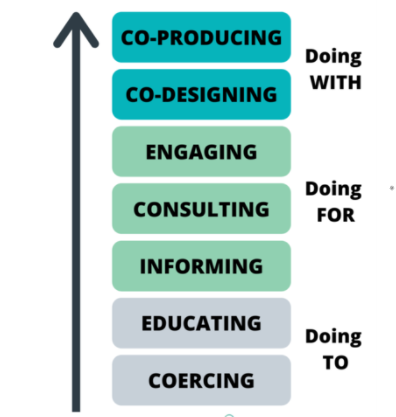 CO-PRODUCING
CO-DESIGNING
Doing
WITH
ENGAGING
CONSULTING
INFORMING
Doing
FOR
EDUCATING
COERCING
Doing
TO